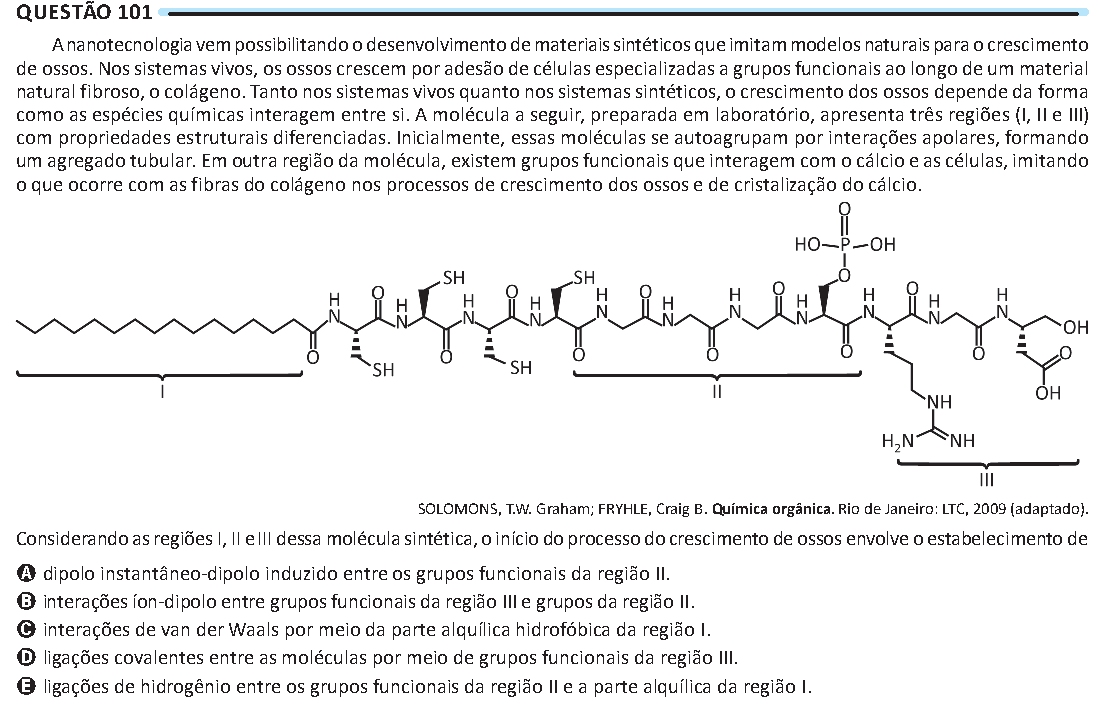 QUESTÃO 101
A nanotecnologia vem possibilitando o desenvolvimento de materiais sintéticos que imitam modelos naturais para o crescimento
de ossos. Nos sistemas vivos, os ossos crescem por adesão de células especializadas a grupos funcionais ao longo de um material
natural fibroso, o colágeno. Tanto nos sistemas vivos quanto nos sistemas sintéticos, o crescimento dos ossos depende da forma
como as espécies químicas interagem entre si. A molécula a seguir, preparada em laboratório, apresenta três regiões (I, II e III)
com propriedades estruturais diferenciadas. Inicialmente, essas moléculas se autoagrupam por interações apolares, formando
um agregado tubular. Em outra região da molécula, existem grupos funcionais que interagem com o cálcio e as células, imitando
o que ocorre com as fibras do colágeno nos processos de crescimento dos ossos e de cristalização do cálcio.
O
HO P OH
O
SH SH
H O H H O H H O H H O H H O H H
N N N N N N N N N N N OH
O SH O SH O O O O O
OH
NH
H₂N NH
I II III
SOLOMONS, T.W. Graham; FRYHLE, Craig B. Química orgânica. Rio de Janeiro: LTC, 2009 (adaptado).
Considerando as regiões I, II e III dessa molécula sintética, o início do processo do crescimento de ossos envolve o estabelecimento de
A dipolo instantâneo-dipolo induzido entre os grupos funcionais da região II.
B interações íon-dipolo entre grupos funcionais da região III e grupos da região II.
C interações de van der Waals por meio da parte alquílica hidrofóbica da região I.
D ligações covalentes entre as moléculas por meio de grupos funcionais da região III.
E ligações de hidrogênio entre os grupos funcionais da região II e a parte alquílica da região I.